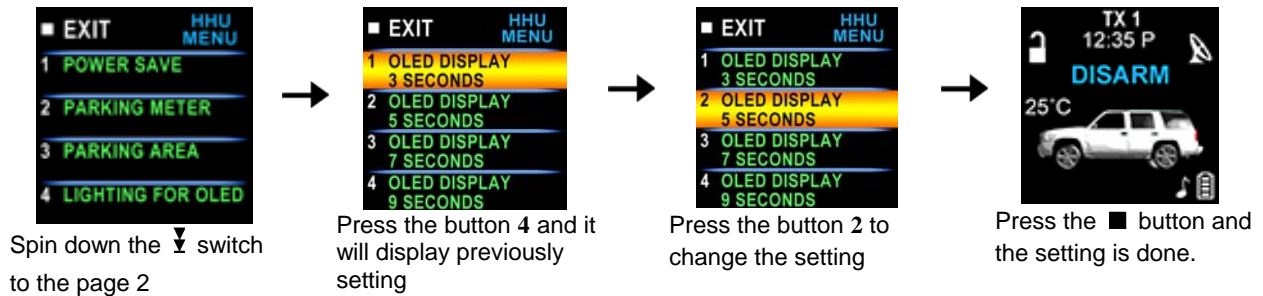 ■ EXIT HHU MENU
1 POWER SAVE
2 PARKING METER
3 PARKING AREA
4 LIGHTING FOR OLED
Spin down the switch
to the page 2
■ EXIT HHU MENU
1 OLED DISPLAY
3 SECONDS
2 OLED DISPLAY
5 SECONDS
3 OLED DISPLAY
7 SECONDS
4 OLED DISPLAY
9 SECONDS
Press the button 4 and it
will display previously
setting
■ EXIT HHU MENU
1 OLED DISPLAY
3 SECONDS
2 OLED DISPLAY
5 SECONDS
3 OLED DISPLAY
7 SECONDS
4 OLED DISPLAY
9 SECONDS
Press the button 2 to
change the setting
TX 1
12:35 P
DISARM
25°C
Press the ■ button and
the setting is done.